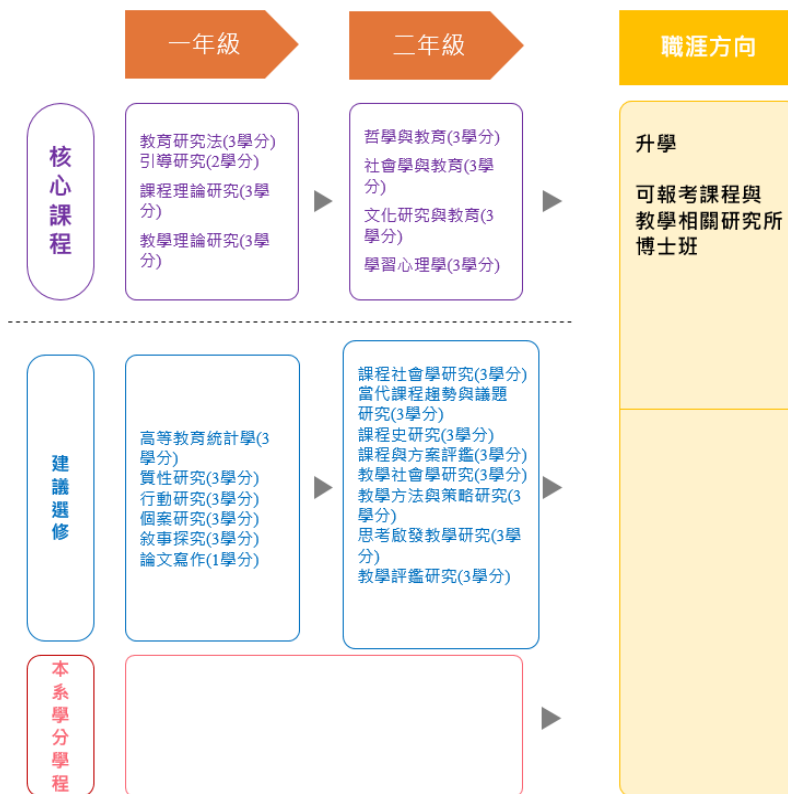 一年級
二年級
職涯方向
核心課程
教育研究法(3學分)
引導研究(2學分)
課程理論研究(3學
分)
教學理論研究(3學
分)
哲學與教育(3學分)
社會學與教育(3學
分)
文化研究與教育(3
學分)
學習心理學(3學分)
升學
可報考課程與
教學相關研究所
博士班
建議選修
高等教育統計學(3
學分)
質性研究(3學分)
行動研究(3學分)
個案研究(3學分)
敘事探究(3學分)
論文寫作(1學分)
課程社會學研究(3學分)
當代課程趨勢與議題
研究(3學分)
課程史研究(3學分)
課程與方案評鑑(3學分)
教學社會學研究(3學分)
教學方法與策略研究(3
學分)
思考啟發教學研究(3學
分)
教學評鑑研究(3學分)
本系學分學程